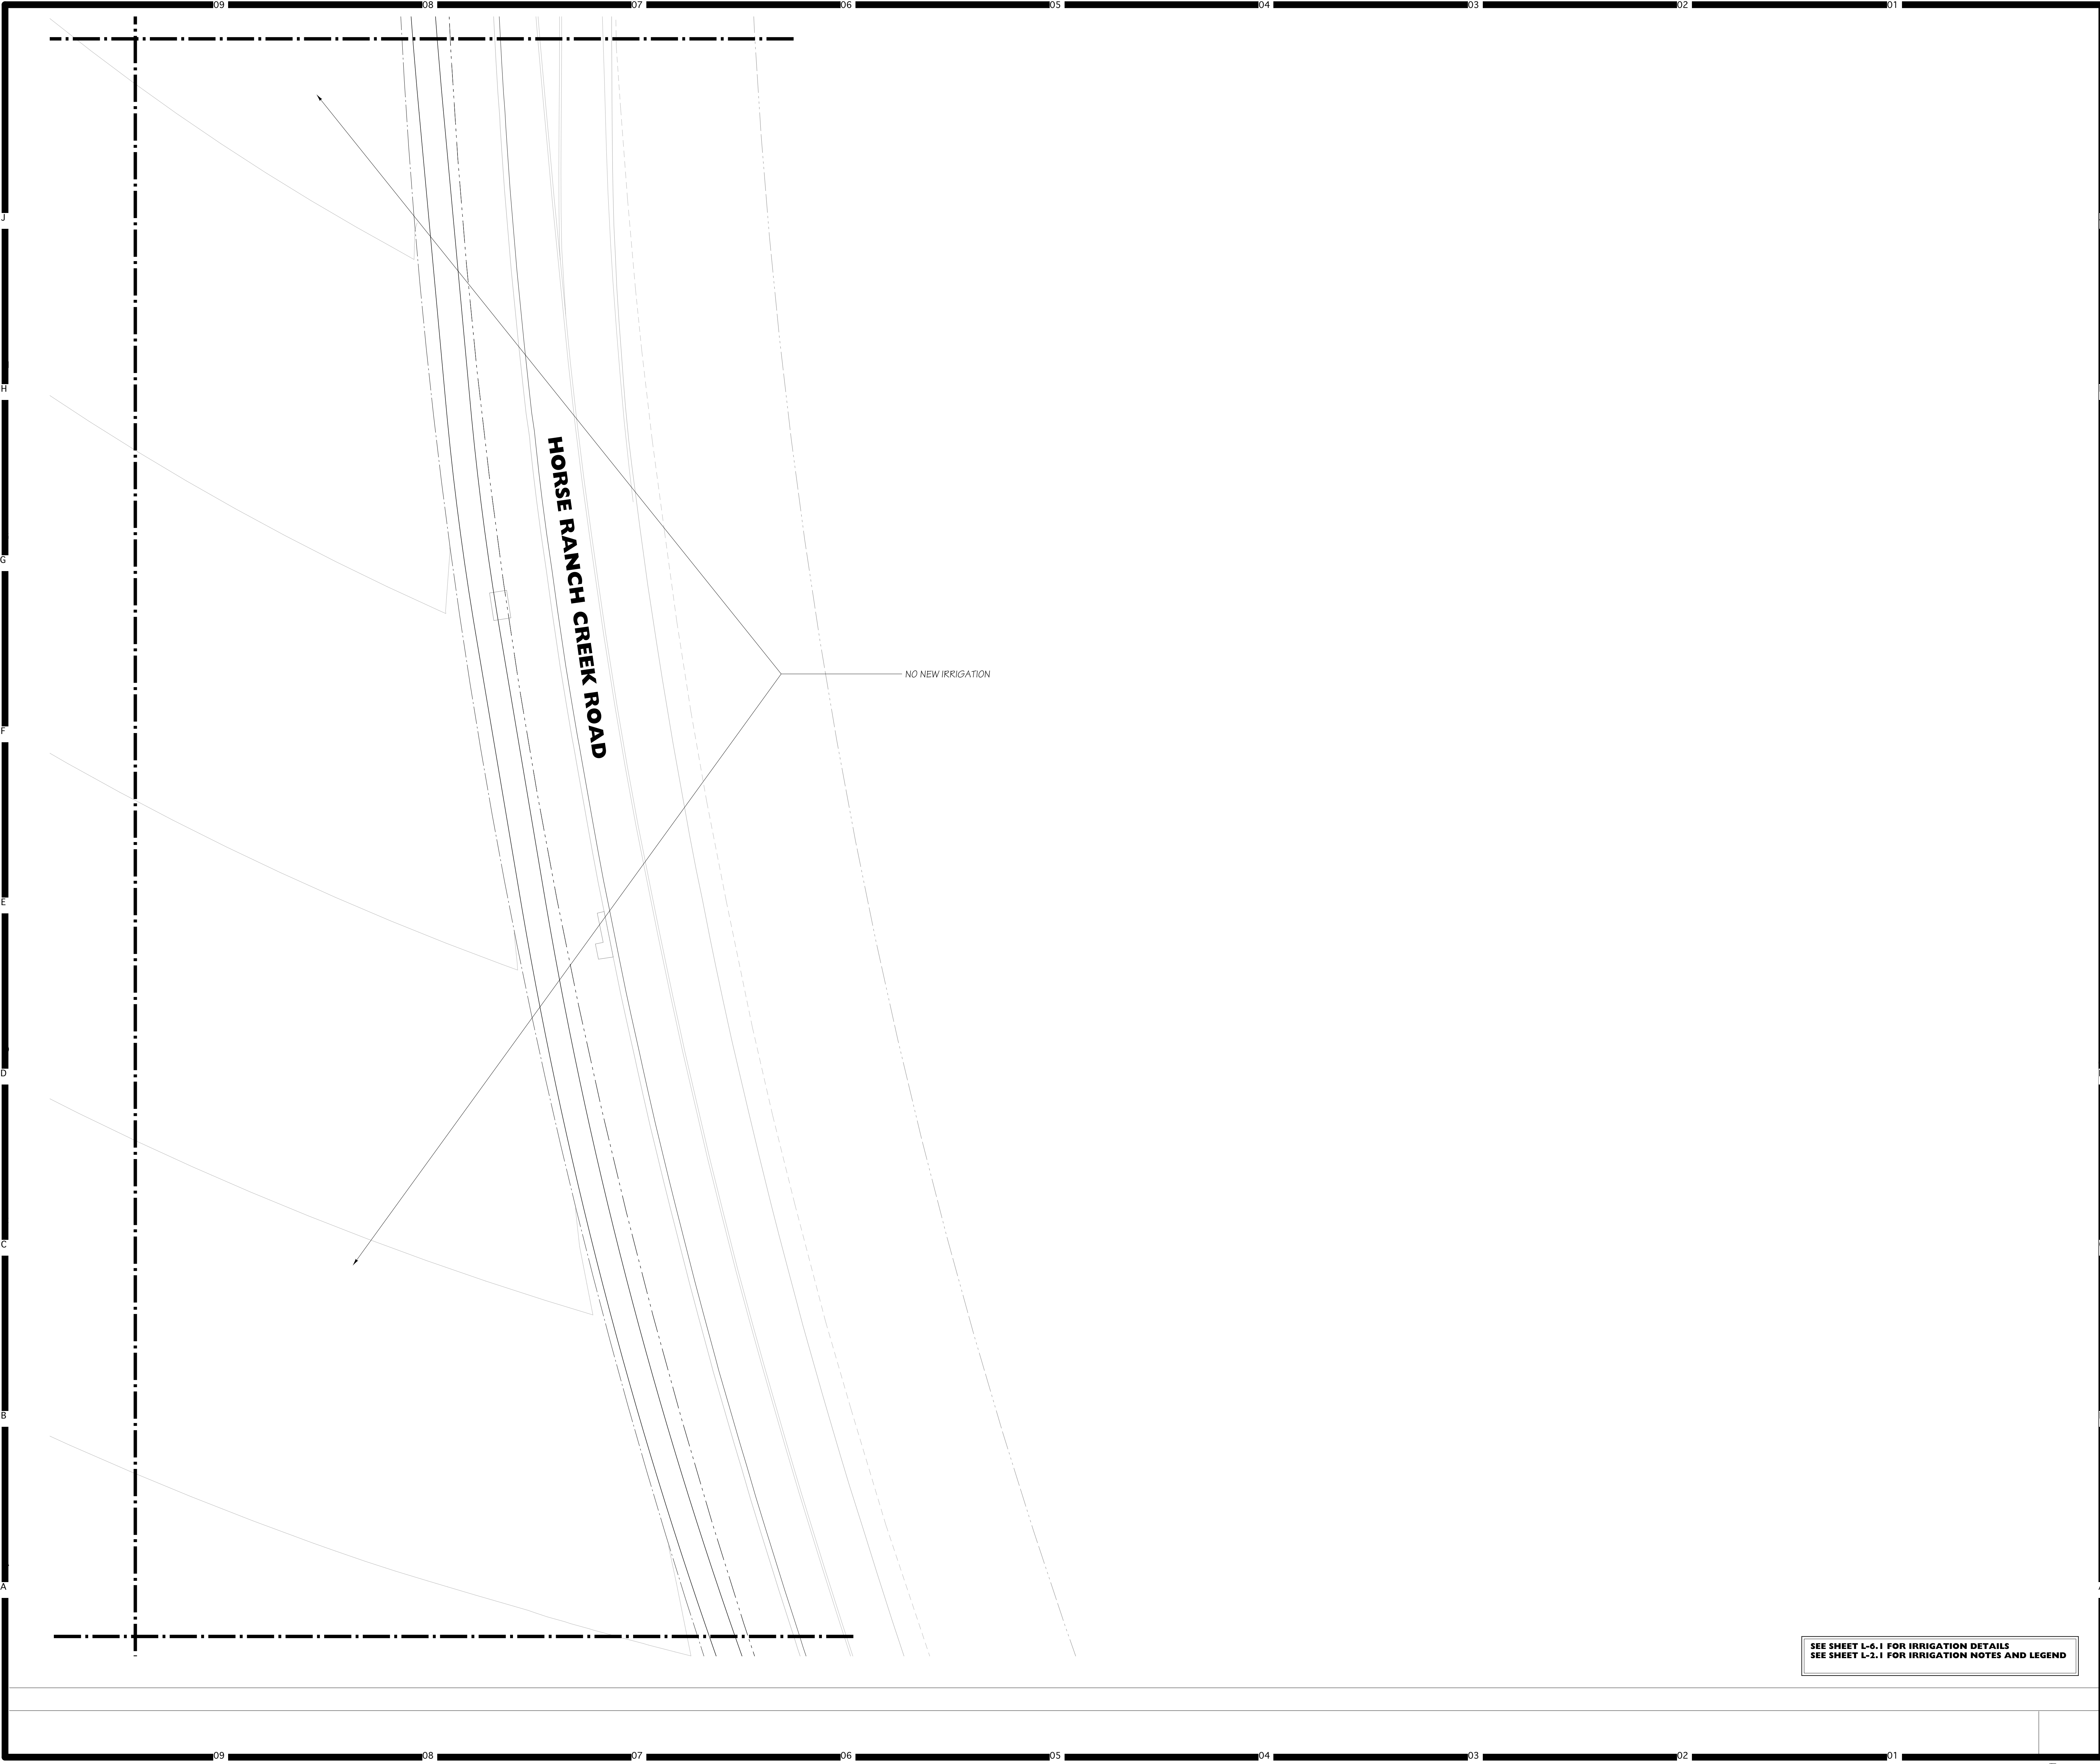 09 08 07 06 05 04 03 02 01
J
H
HORSE RANCH CREEK ROAD
G
NO NEW IRRIGATION
F
E
D
C
B
A
SEE SHEET L-6.1 FOR IRRIGATION DETAILS
SEE SHEET L-2.1 FOR IRRIGATION NOTES AND LEGEND
09 08 07 06 05 04 03 02 01